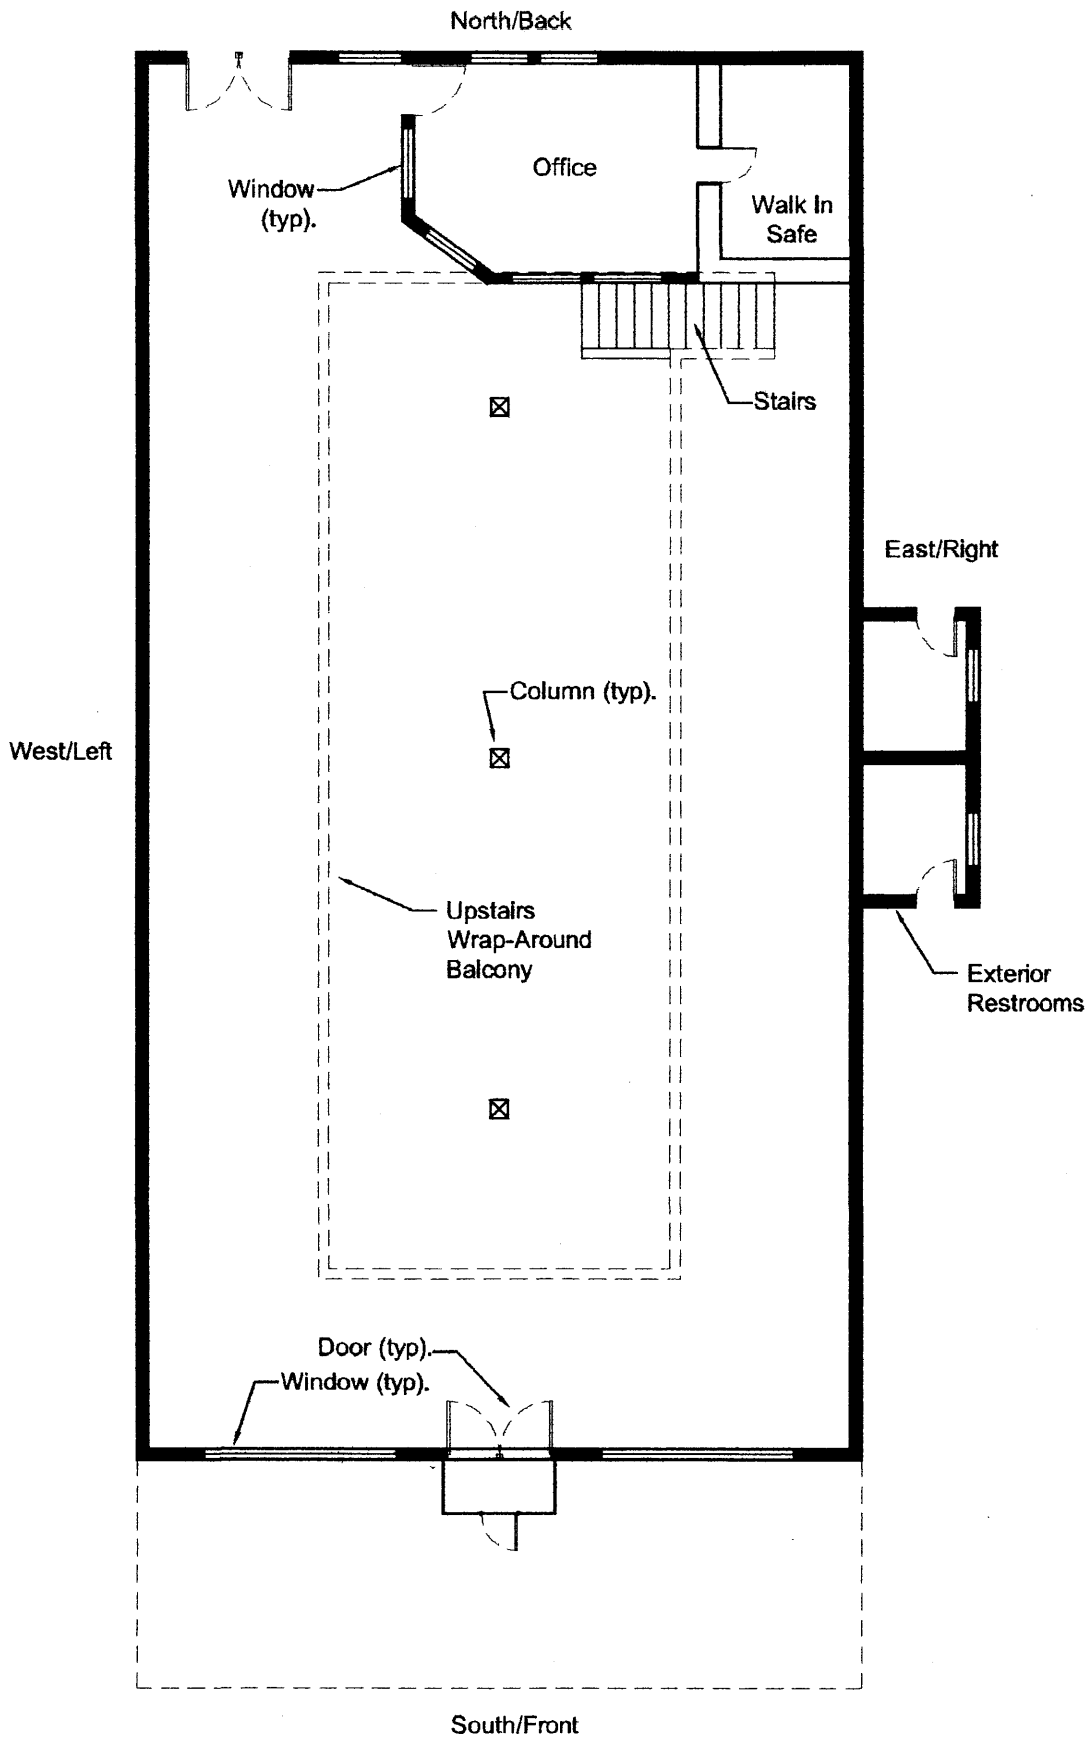 North/Back
Office
Window
(typ).
Walk In
Safe
Stairs
East/Right
Column (typ).
West/Left
Upstairs
Wrap-Around
Balcony
Exterior
Restrooms
Door (typ).
Window (typ).
South/Front